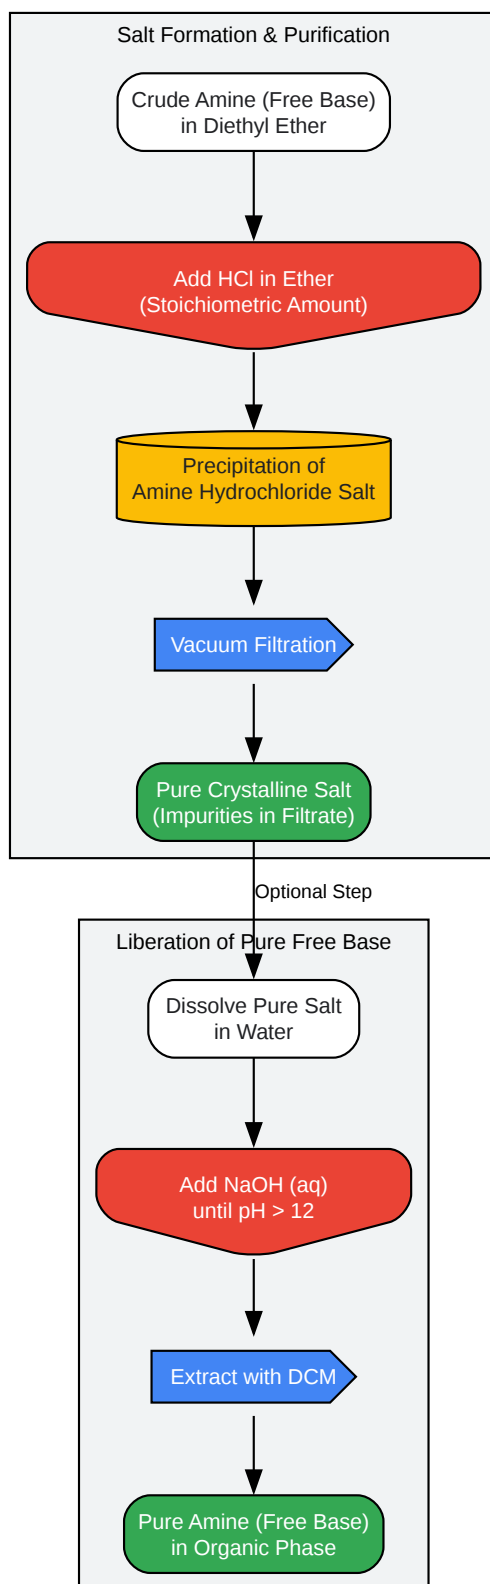 Salt Formation & Purification
Crude Amine (Free Base)
in Diethyl Ether
Add HCl in Ether
(Stoichiometric Amount)
Precipitation of
Amine Hydrochloride Salt
Vacuum Filtration
Pure Crystalline Salt
(Impurities in Filtrate)
Optional Step
Liberation of Pure Free Base
Dissolve Pure Salt
in Water
Add NaOH (aq)
until pH > 12
Extract with DCM
Pure Amine (Free Base)
in Organic Phase